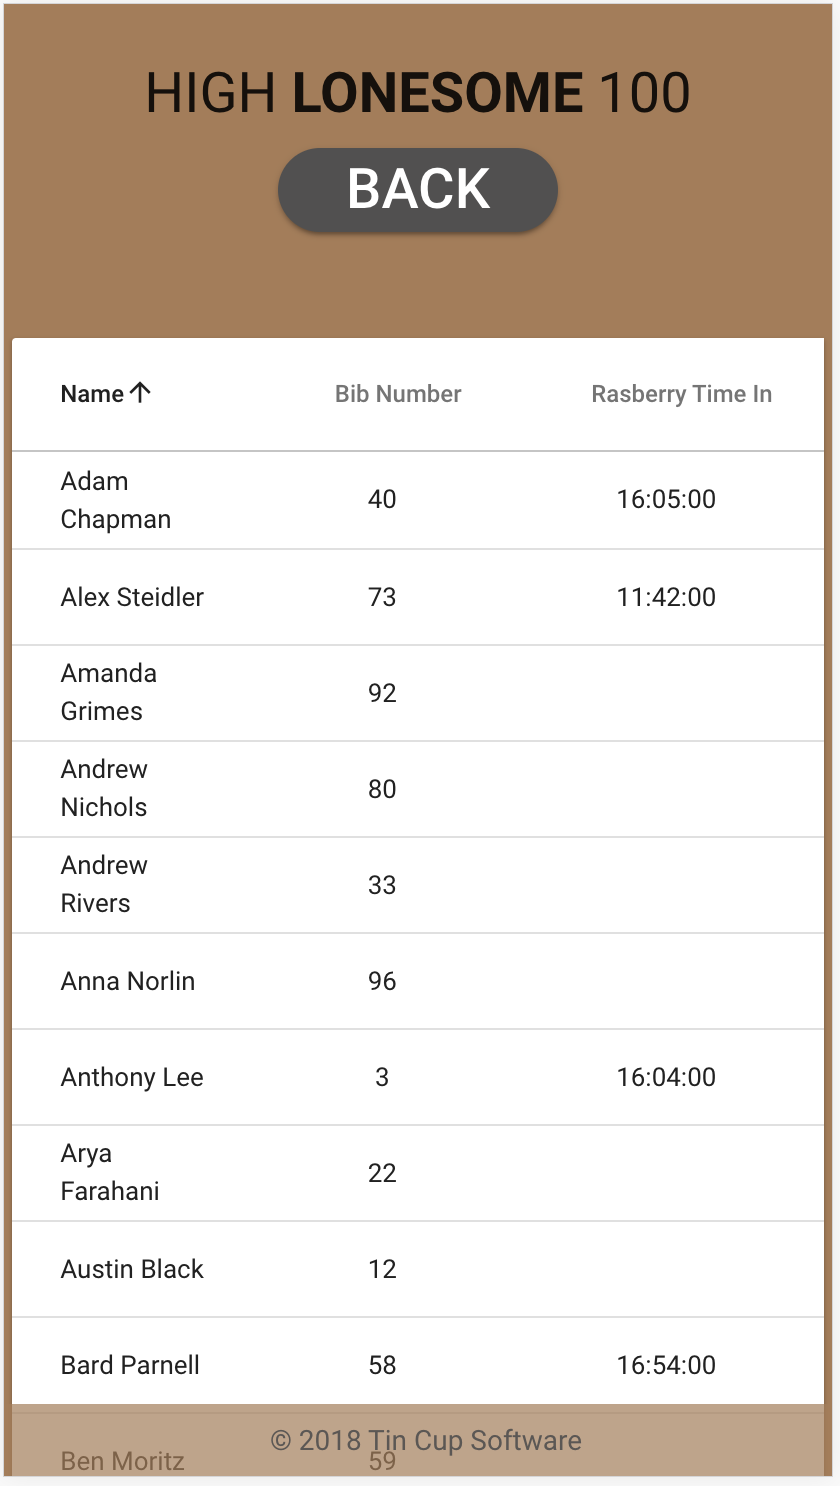 HIGH LONESOME 100
BACK
Name Bib Number Rasberry Time In
Adam
Chapman 40 16:05:00
Alex Steidler 73 11:42:00
Amanda
Grimes 92
Andrew
Nichols 80
Andrew
Rivers 33
Anna Norlin 96
Anthony Lee 3 16:04:00
Arya
Farahani 22
Austin Black 12
Bard Parnell 58 16:54:00
© 2018 Tin Cup Software
Ben Moritz 59